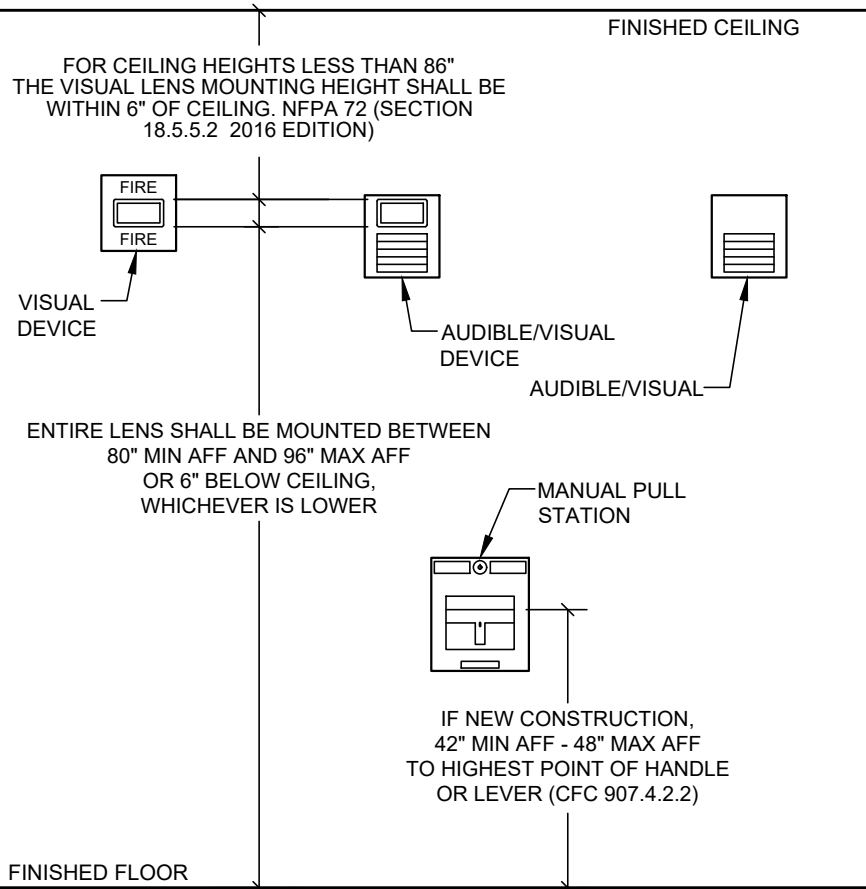 FINISHED CEILING
FOR CEILING HEIGHTS LESS THAN 86"
THE VISUAL LENS MOUNTING HEIGHT SHALL BE
WITHIN 6" OF CEILING. NFPA 72 (SECTION
18.5.5.2 2016 EDITION)
FIRE
FIRE
VISUAL
DEVICE
AUDIBLE/VISUAL
DEVICE
AUDIBLE/VISUAL
ENTIRE LENS SHALL BE MOUNTED BETWEEN
80" MIN AFF AND 96" MAX AFF
OR 6" BELOW CEILING,
WHICHEVER IS LOWER
MANUAL PULL
STATION
IF NEW CONSTRUCTION,
42" MIN AFF - 48" MAX AFF
TO HIGHEST POINT OF HANDLE
OR LEVER (CFC 907.4.2.2)
FINISHED FLOOR